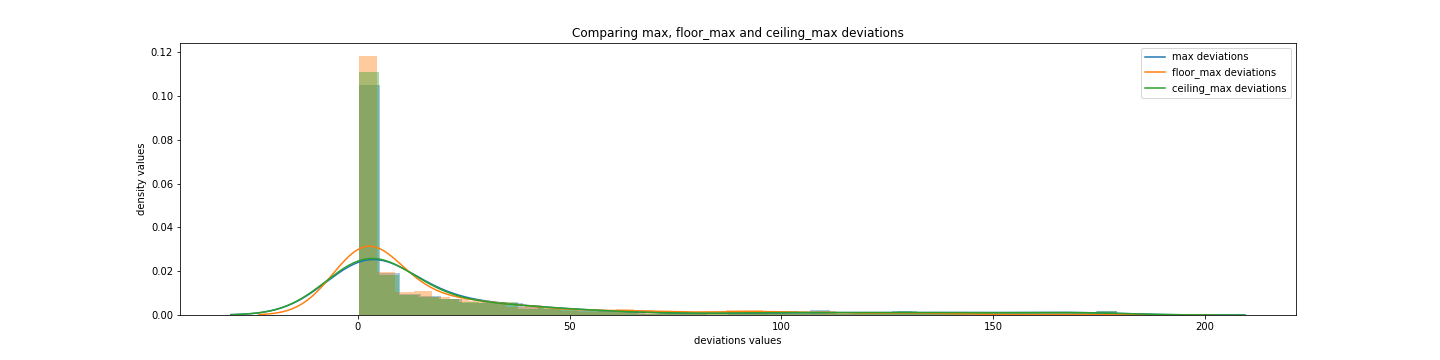 Comparing max, floor_max and ceiling_max deviations
max deviations
floor_max deviations
ceiling_max deviations
density values
0.12
0.10
0.08
0.06
0.04
0.02
0.00
0
50
100
150
200
deviations values